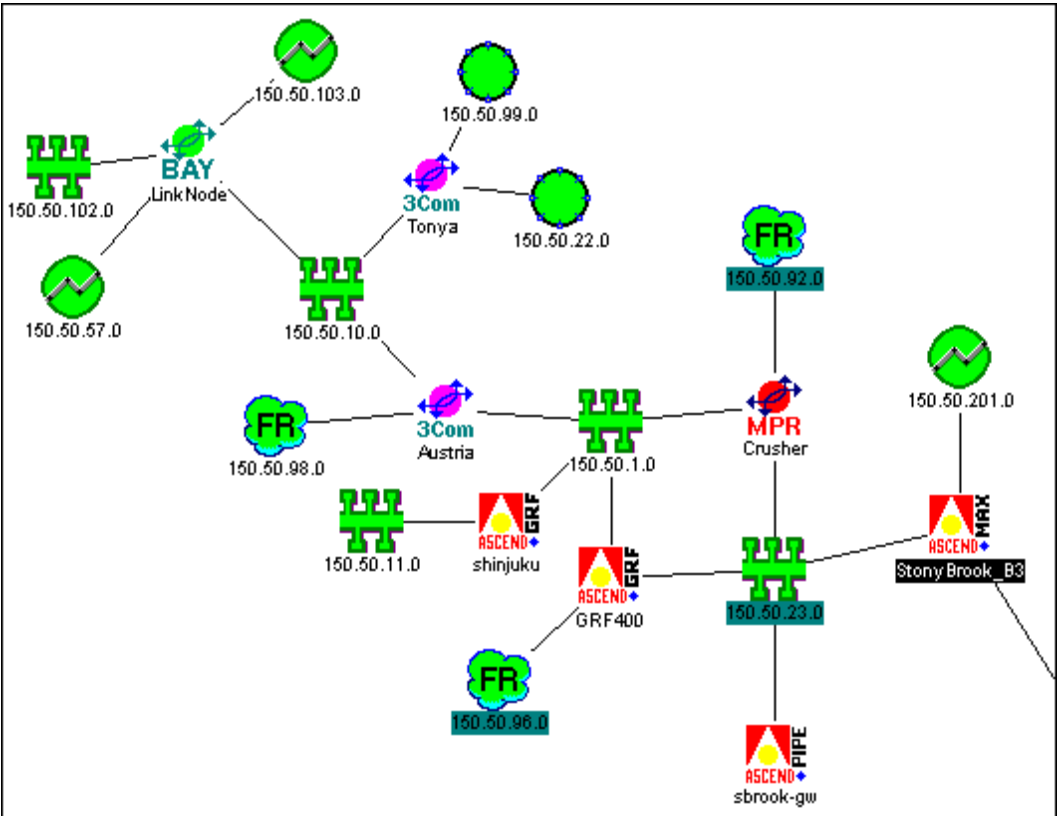 150.50.103.0
150.50.99.0
BAY
LinkNode
150.50.102.0
3Com
Tonya
150.50.22.0
FR
150.50.92.0
150.50.57.0
150.50.10.0
150.50.201.0
FR
150.50.98.0
3Com
Austria
150.50.1.0
MPR
Crusher
150.50.11.0
GRF
ASCEND
shinjuku
GRF
ASCEND
GRF400
150.50.23.0
MAX
ASCEND
Stony Brook_B3
FR
150.50.96.0
PIPE
ASCEND
sbrook-gw